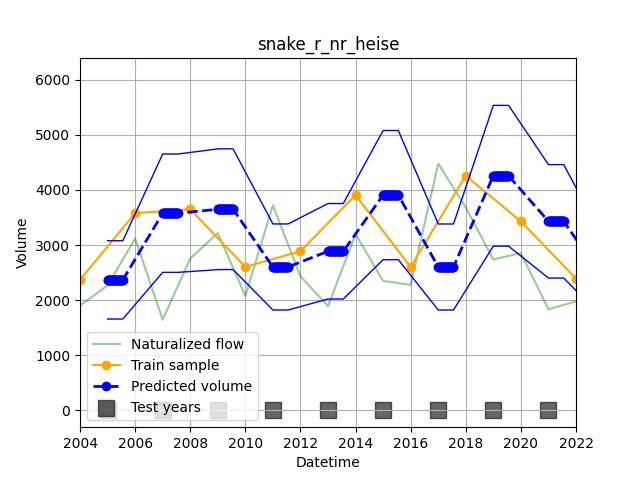 snake_r_nr_heise
6000
5000
4000
3000
2000
1000
0
Volume
Naturalized flow
Train sample
Predicted volume
Test years
2004 2006 2008 2010 2012 2014 2016 2018 2020 2022
Datetime